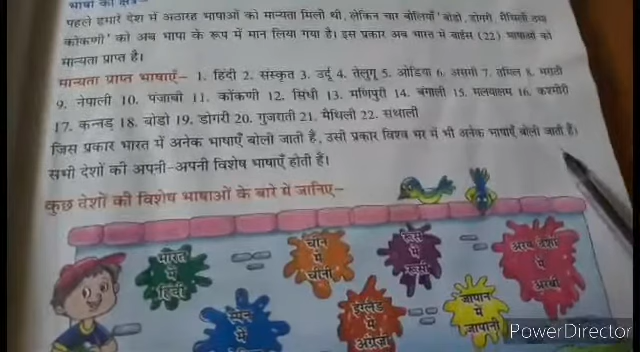 भाषा का क्षेत्र–
पहले हमारे देश में अठारह भाषाओं को मान्यता मिली थी, लेकिन चार बोलियों 'बोडो, डोगरी, मैथिली तथा
कोंकणी' को अब भाषा के रूप में मान लिया गया है। इस प्रकार अब भारत में बाईस (22) भाषाओं को
मान्यता प्राप्त है।
मान्यता प्राप्त भाषाएँ– 1. हिंदी 2. संस्कृत 3. उर्दू 4. तेलुगू 5. ओडिया 6. असमी 7. तमिल 8. मराठी
9. नेपाली 10. पंजाबी 11. कोंकणी 12. सिंधी 13. मणिपुरी 14. बंगाली 15. मलयालम 16. कश्मीरी
17. कन्नड़ 18. बोडो 19. डोगरी 20. गुजराती 21. मैथिली 22. संथाली
जिस प्रकार भारत में अनेक भाषाएँ बोली जाती हैं, उसी प्रकार विश्व भर में भी अनेक भाषाएँ बोली जाती हैं।
सभी देशों की अपनी-अपनी विशेष भाषाएँ होती हैं।
कुछ देशों की विशेष भाषाओं के बारे में जानिए–
भारत
में
हिंदी
चीन
में
चीनी
रूस
में
रूसी
अरब देशों
में
अरबी
में
इंग्लैंड
में
अंग्रेज़ी
जापान
में
जापानी
PowerDirector